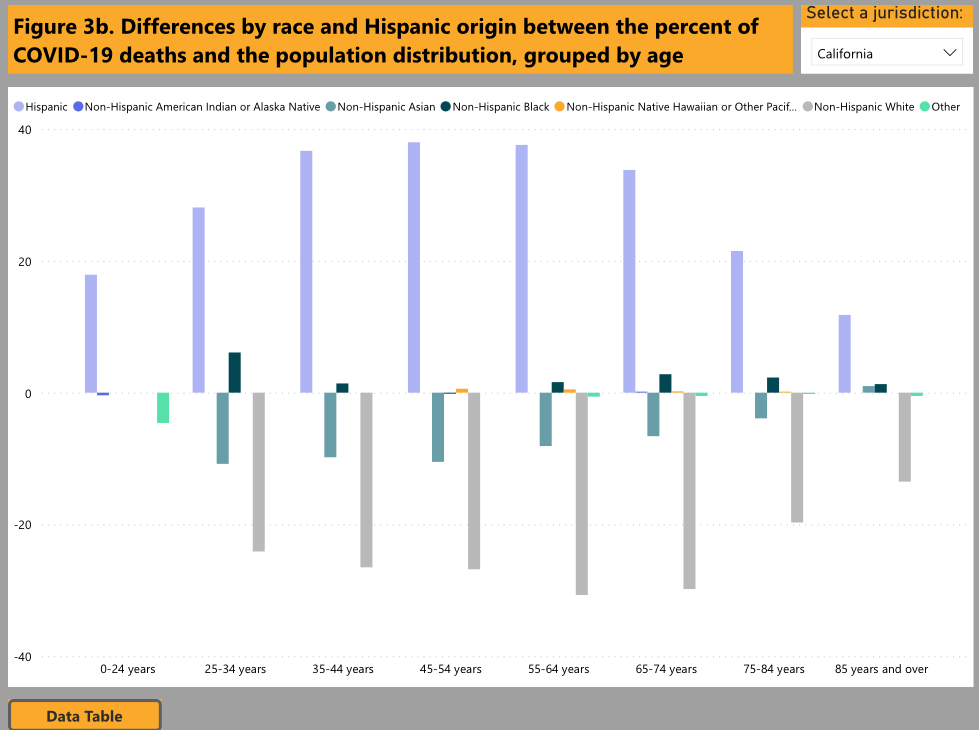 Figure 3b. Differences by race and Hispanic origin between the percent of
COVID-19 deaths and the population distribution, grouped by age
Select a jurisdiction:
California
Hispanic Non-Hispanic American Indian or Alaska Native Non-Hispanic Asian Non-Hispanic Black Non-Hispanic Native Hawaiian or Other Pacif... Non-Hispanic White Other
40
20
0
-20
-40
0-24 years 25-34 years 35-44 years 45-54 years 55-64 years 65-74 years 75-84 years 85 years and over
Data Table